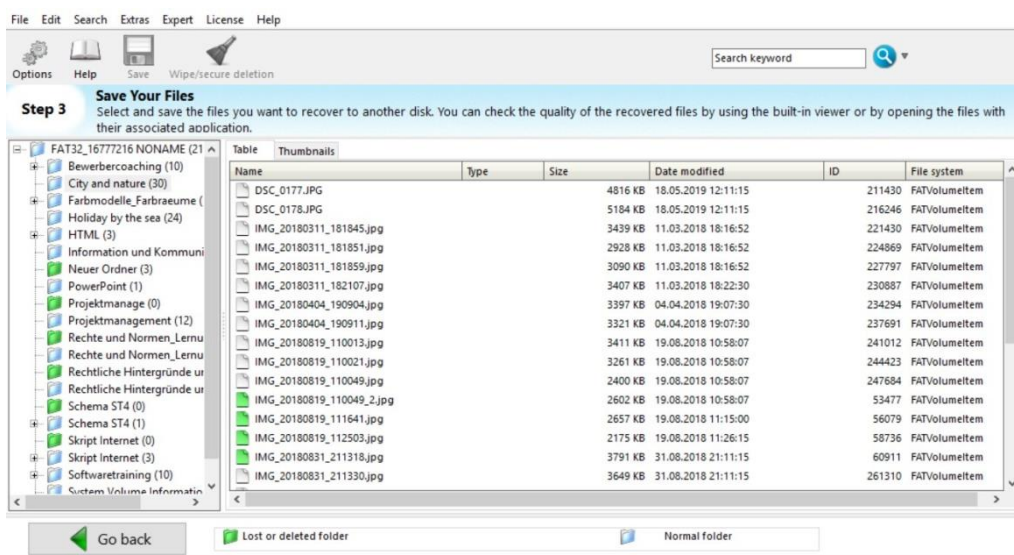 File Edit Search Extras Expert License Help
Options Help Save Wipe/secure deletion
Search keyword
Step 3
Save Your Files
Select and save the files you want to recover to another disk. You can check the quality of the recovered files by using the built-in viewer or by opening the files with
their associated application.
FAT32_16777216 NONAME (21
Bewerbercoaching (10)
City and nature (30)
Farbmodelle_Farbraeume (
Holiday by the sea (24)
HTML (3)
Information und Kommuni
Neuer Ordner (3)
PowerPoint (1)
Projektmanage (0)
Projektmanagement (12)
Rechte und Normen_Lernu
Rechte und Normen_Lernu
Rechtliche Hintergründe ur
Rechtliche Hintergründe ur
Schema ST4 (0)
Schema ST4 (1)
Skript Internet (0)
Skript Internet (3)
Softwaretraining (10)
System Volume Informatio
Table Thumbnails
Name Type Size Date modified ID File system
DSC_0177.JPG 4816 KB 18.05.2019 12:11:15 211430 FATVolumeItem
DSC_0178.JPG 5184 KB 18.05.2019 12:11:15 216246 FATVolumeItem
IMG_20180311_181845.jpg 3439 KB 11.03.2018 18:16:52 221430 FATVolumeItem
IMG_20180311_181851.jpg 2928 KB 11.03.2018 18:16:52 224869 FATVolumeItem
IMG_20180311_181859.jpg 3090 KB 11.03.2018 18:16:52 227797 FATVolumeItem
IMG_20180311_182107.jpg 3407 KB 11.03.2018 18:22:30 230887 FATVolumeItem
IMG_20180404_190904.jpg 3397 KB 04.04.2018 19:07:30 234294 FATVolumeItem
IMG_20180404_190911.jpg 3321 KB 04.04.2018 19:07:30 237691 FATVolumeItem
IMG_20180819_110013.jpg 3411 KB 19.08.2018 10:58:07 241012 FATVolumeItem
IMG_20180819_110021.jpg 3261 KB 19.08.2018 10:58:07 244423 FATVolumeItem
IMG_20180819_110049.jpg 2400 KB 19.08.2018 10:58:07 247684 FATVolumeItem
IMG_20180819_110049_2.jpg 2602 KB 19.08.2018 10:58:07 53477 FATVolumeItem
IMG_20180819_111641.jpg 2657 KB 19.08.2018 11:15:00 56079 FATVolumeItem
IMG_20180819_112503.jpg 2175 KB 19.08.2018 11:26:15 58736 FATVolumeItem
IMG_20180831_211318.jpg 3791 KB 31.08.2018 21:11:15 60911 FATVolumeItem
IMG_20180831_211330.jpg 3649 KB 31.08.2018 21:11:15 261310 FATVolumeItem
Go back
Lost or deleted folder
Normal folder